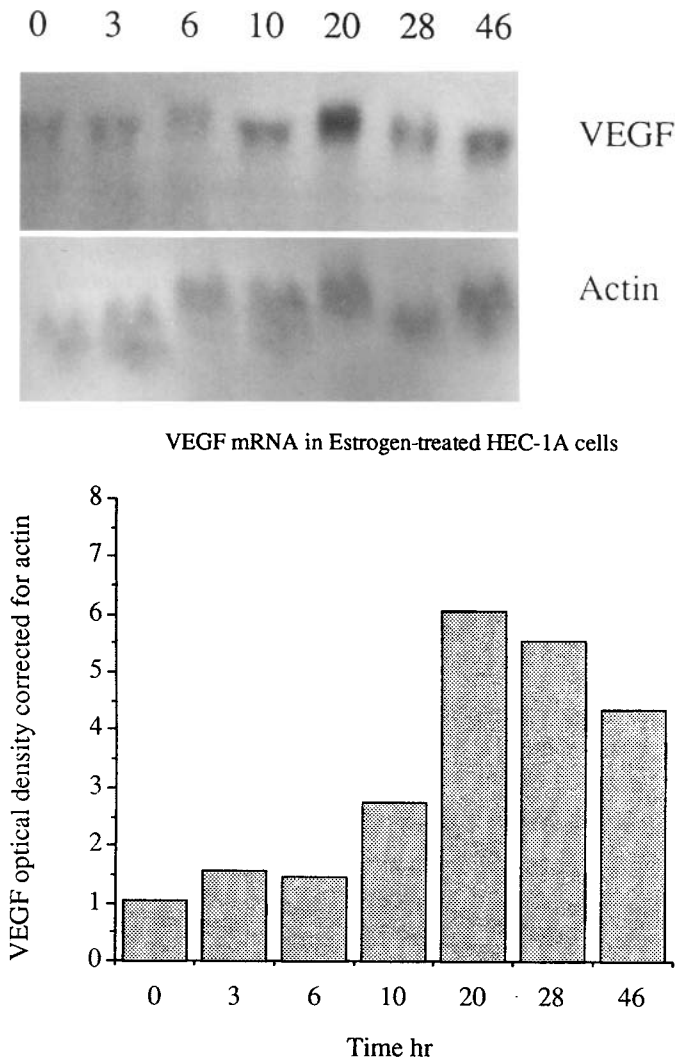 0 3 6 10 20 28 46
VEGF
Actin
VEGF mRNA in Estrogen-treated HEC-1A cells
VEGF optical density corrected for actin
8
7
6
5
4
3
2
1
0
0 3 6 10 20 28 46
Time hr